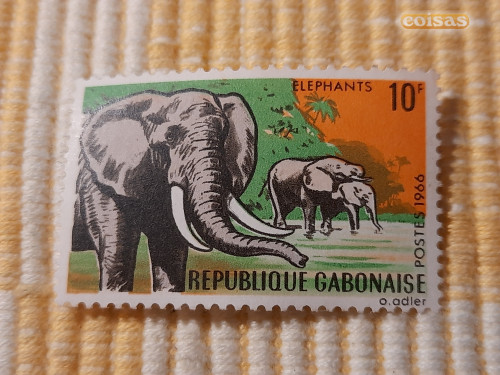 coisas
ELEPHANTS 10F
POSTES 1966
REPUBLIQUE GABONAISE
o.adler